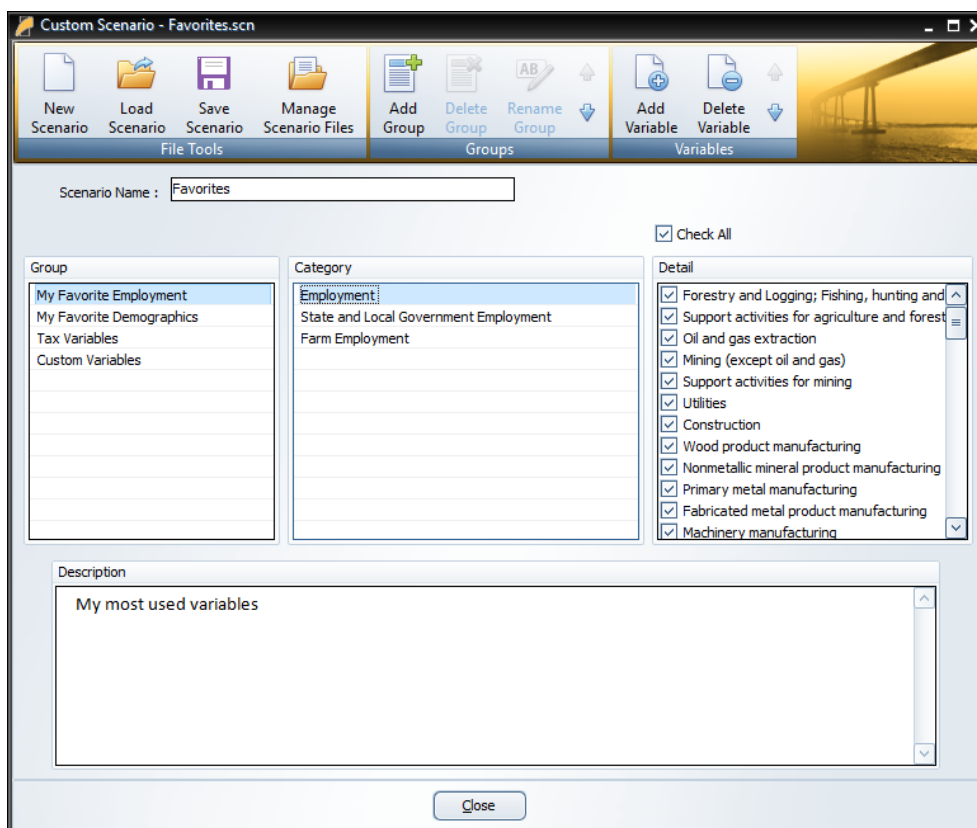 Custom Scenario - Favorites.scn
New Scenario
Load Scenario
Save Scenario
Manage Scenario Files
File Tools
Add Group
Delete Group
AB
Rename Group
Groups
Add Variable
Delete Variable
Variables
Scenario Name : Favorites
Check All
Group
My Favorite Employment
My Favorite Demographics
Tax Variables
Custom Variables
Category
Employment
State and Local Government Employment
Farm Employment
Detail
Forestry and Logging; Fishing, hunting and
Support activities for agriculture and forest
Oil and gas extraction
Mining (except oil and gas)
Support activities for mining
Utilities
Construction
Wood product manufacturing
Nonmetallic mineral product manufacturing
Primary metal manufacturing
Fabricated metal product manufacturing
Machinery manufacturing
Description
My most used variables
Close